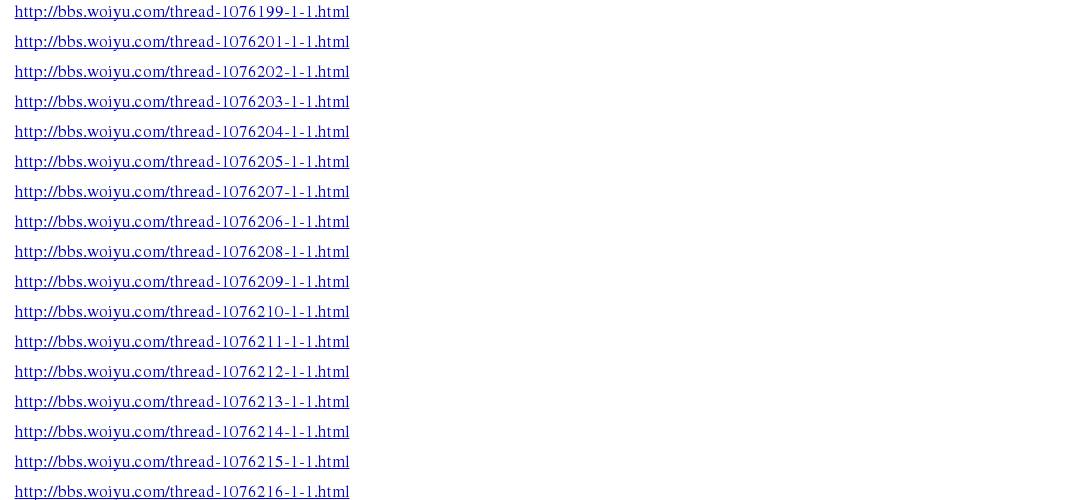 http://bbs.woiyu.com/thread-1076199-1-1.html
http://bbs.woiyu.com/thread-1076201-1-1.html
http://bbs.woiyu.com/thread-1076202-1-1.html
http://bbs.woiyu.com/thread-1076203-1-1.html
http://bbs.woiyu.com/thread-1076204-1-1.html
http://bbs.woiyu.com/thread-1076205-1-1.html
http://bbs.woiyu.com/thread-1076207-1-1.html
http://bbs.woiyu.com/thread-1076206-1-1.html
http://bbs.woiyu.com/thread-1076208-1-1.html
http://bbs.woiyu.com/thread-1076209-1-1.html
http://bbs.woiyu.com/thread-1076210-1-1.html
http://bbs.woiyu.com/thread-1076211-1-1.html
http://bbs.woiyu.com/thread-1076212-1-1.html
http://bbs.woiyu.com/thread-1076213-1-1.html
http://bbs.woiyu.com/thread-1076214-1-1.html
http://bbs.woiyu.com/thread-1076215-1-1.html
http://bbs.woiyu.com/thread-1076216-1-1.html